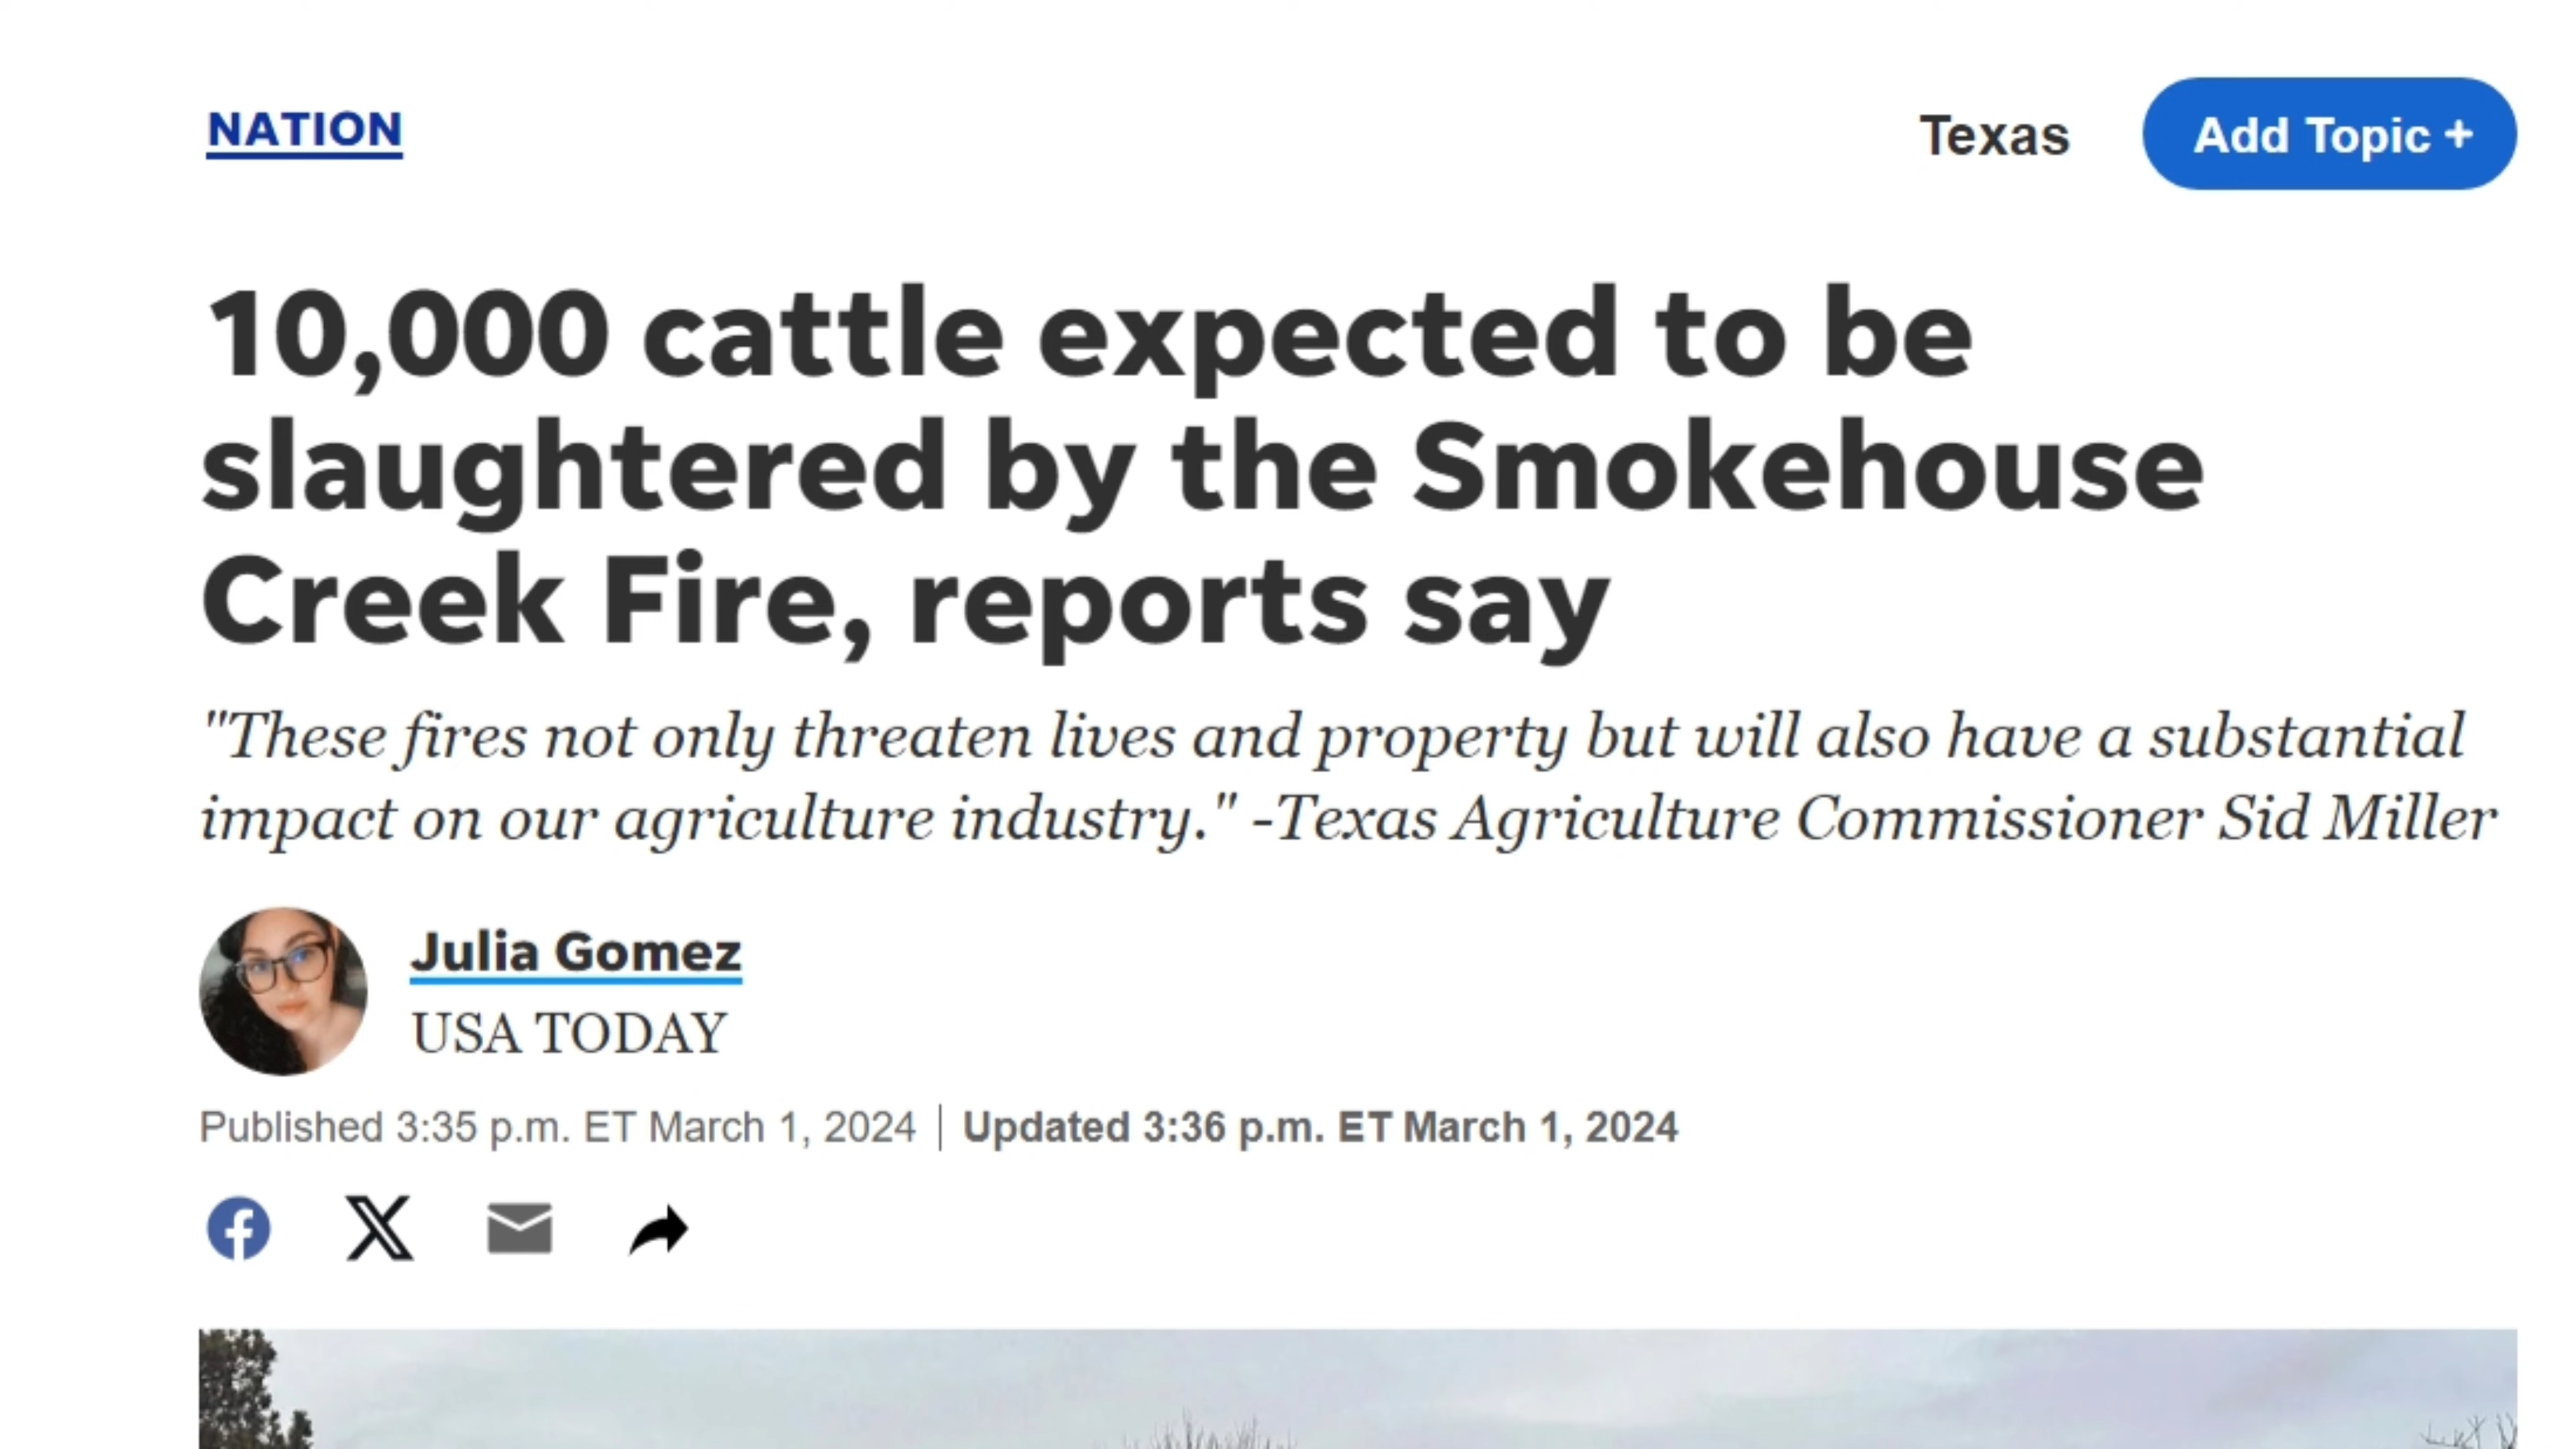 NATION
Texas
Add Topic +
10,000 cattle expected to be
slaughtered by the Smokehouse
Creek Fire, reports say
"These fires not only threaten lives and property but will also have a substantial
impact on our agriculture industry." -Texas Agriculture Commissioner Sid Miller
Julia Gomez
USA TODAY
Published 3:35 p.m. ET March 1, 2024 | Updated 3:36 p.m. ET March 1, 2024